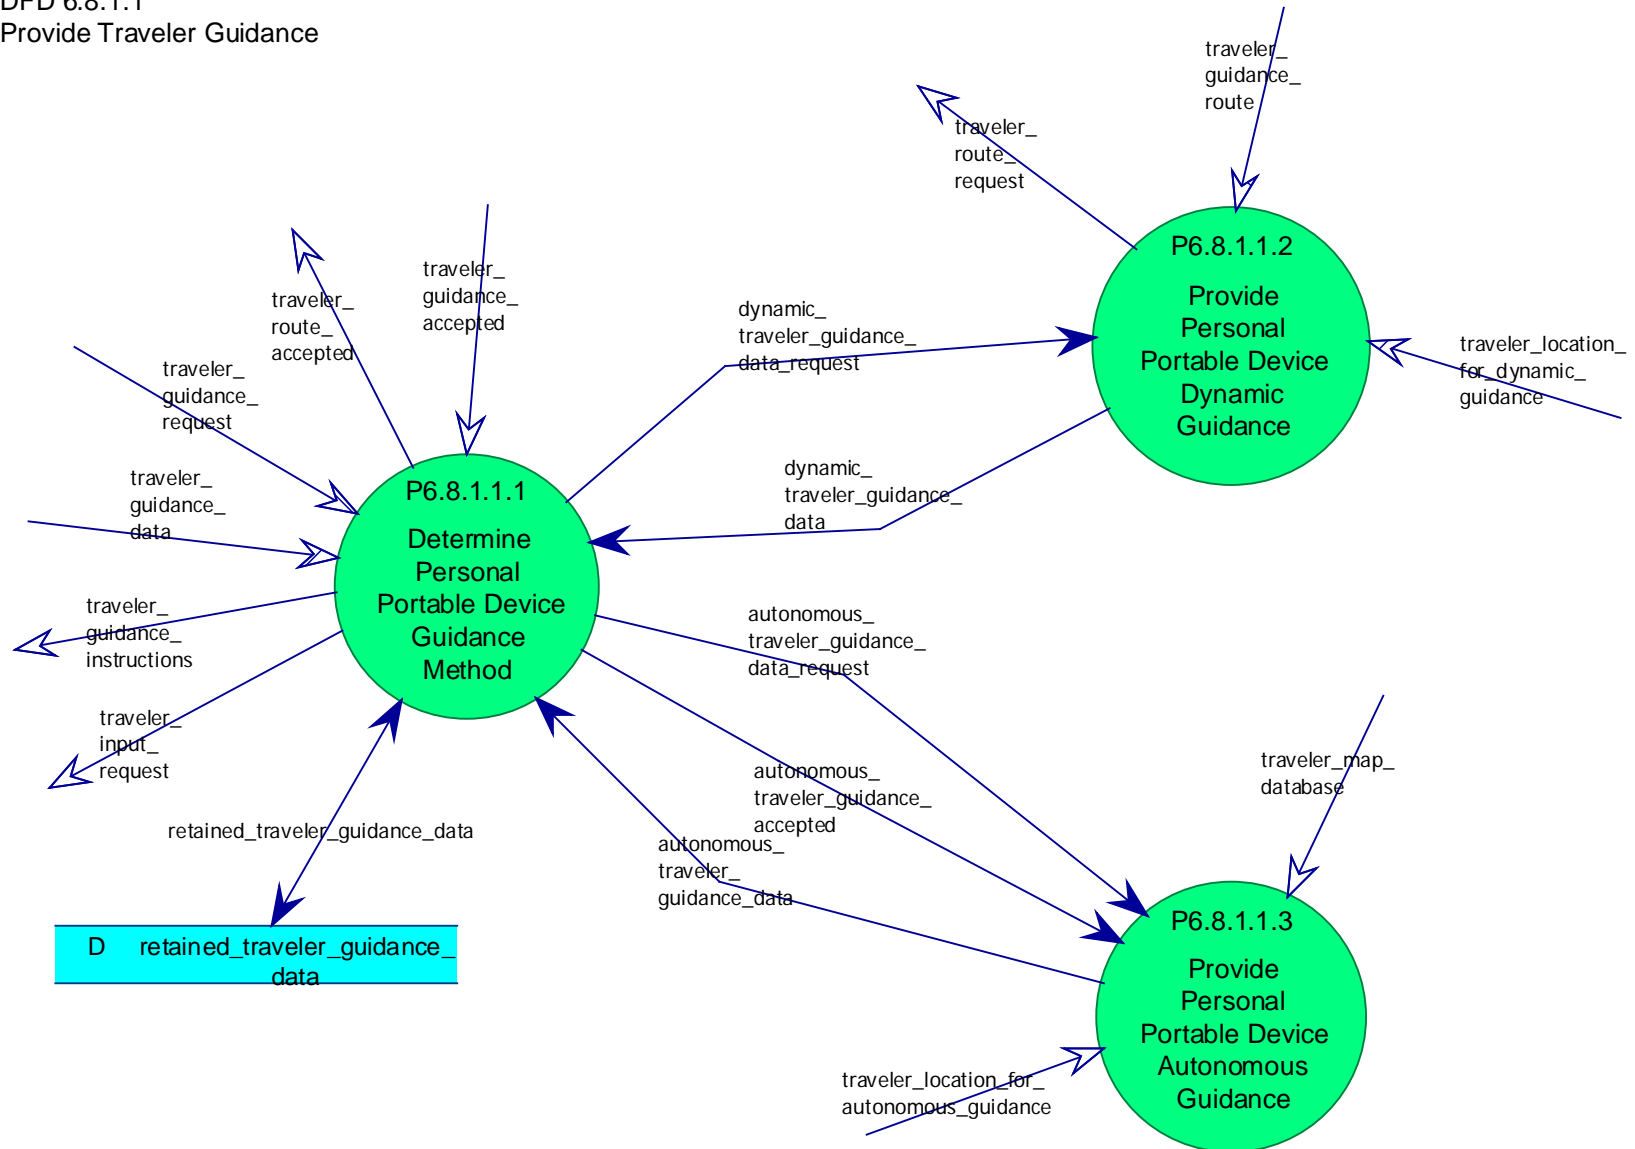 DFD 6.8.1.1
Provide Traveler Guidance
traveler_
guidance_
route
traveler_
route_
request
P6.8.1.1.2
Provide
Personal
Portable Device
Dynamic
Guidance
traveler_location_
for_dynamic_
guidance
traveler_
guidance_
accepted
traveler_
route_
accepted
traveler_
guidance_
request
traveler_
guidance_
data
dynamic_
traveler_guidance_
data_request
dynamic_
traveler_guidance_
data
P6.8.1.1.1
Determine
Personal
Portable Device
Guidance
Method
traveler_
guidance_
instructions
traveler_
input_
request
autonomous_
traveler_guidance_
data_request
autonomous_
traveler_guidance_
accepted
autonomous_
traveler_
guidance_data
retained_traveler_guidance_data
D retained_traveler_guidance_
data
traveler_map_
database
P6.8.1.1.3
Provide
Personal
Portable Device
Autonomous
Guidance
traveler_location_for_
autonomous_guidance